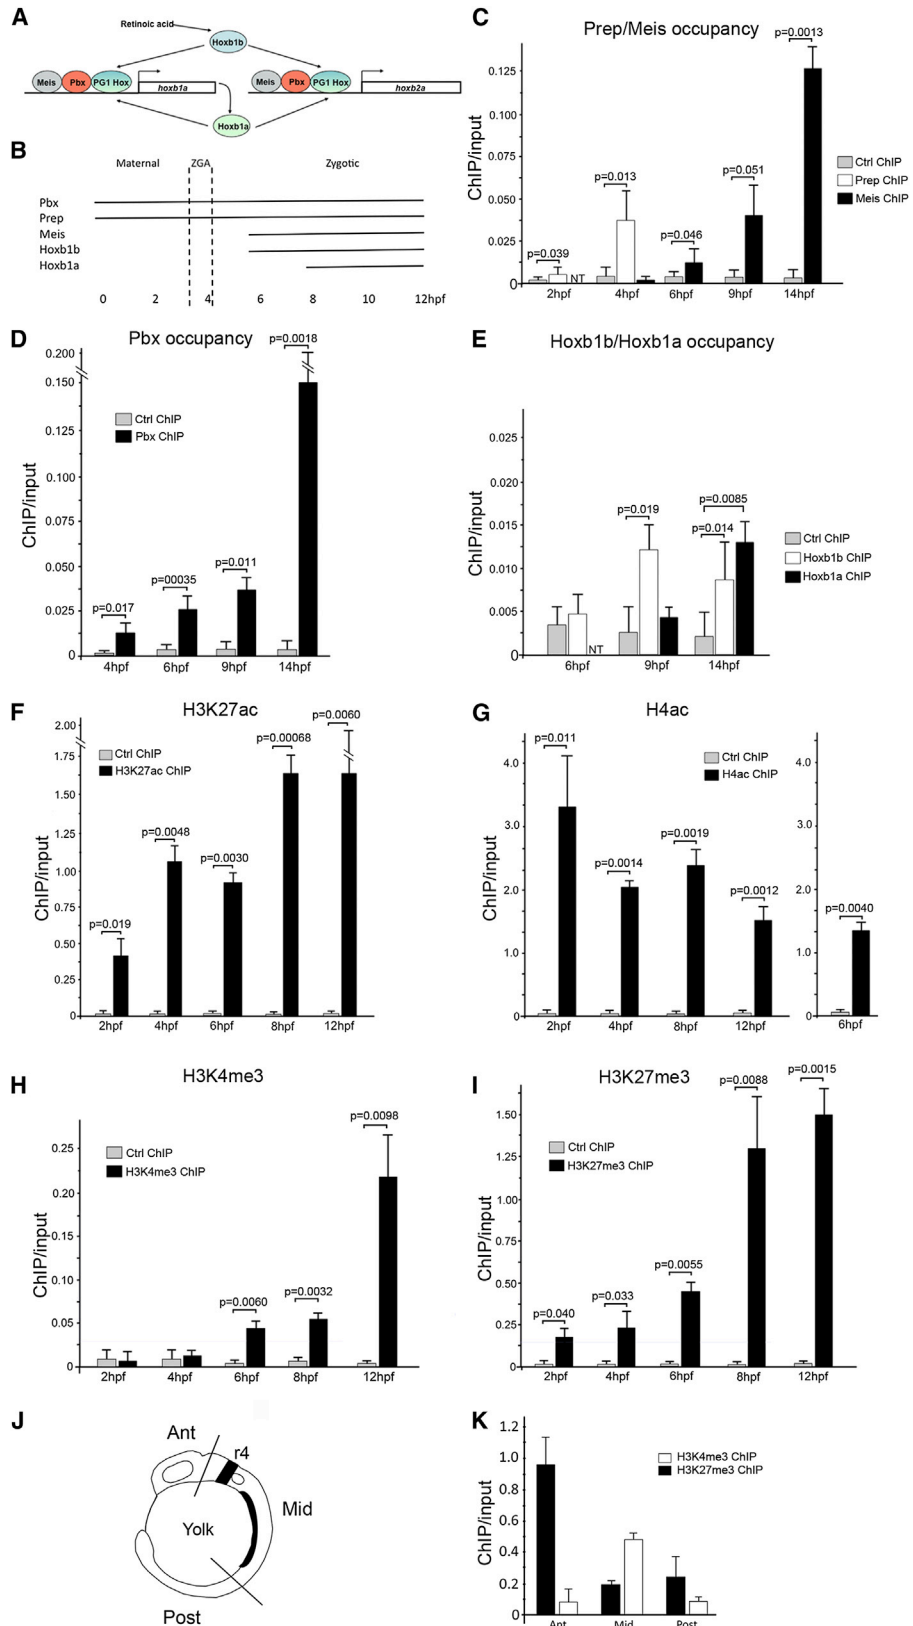 A
Retinoic acid
Hoxb1b
Meis Pbx PG1 Hox hoxb1a
Meis Pbx PG1 Hox hoxb2a
Hoxb1a
B
Maternal ZGA Zygotic
Pbx
Prep
Meis
Hoxb1b
Hoxb1a
0 2 4 6 8 10 12hpf
C
Prep/Meis occupancy
ChIP/input
0.125
0.100
0.075
0.050
0.025
0
p=0.039
p=0.013
p=0.046
p=0.051
p=0.0013
NT
2hpf 4hpf 6hpf 9hpf 14hpf
Ctrl ChIP
Prep ChIP
Meis ChIP
D
Pbx occupancy
ChIP/input
0.200
0.150
0.125
0.100
0.075
0.050
0.025
0
Ctrl ChIP
Pbx ChIP
p=0.017
p=00035
p=0.011
p=0.0018
4hpf 6hpf 9hpf 14hpf
E
Hoxb1b/Hoxb1a occupancy
ChIP/input
0.025
0.020
0.015
0.010
0.005
0
p=0.019
p=0.0085
p=0.014
NT
6hpf 9hpf 14hpf
Ctrl ChIP
Hoxb1b ChIP
Hoxb1a ChIP
F
H3K27ac
ChIP/input
2.00
1.75
1.50
1.25
1.00
0.75
0.50
0.25
0
Ctrl ChIP
H3K27ac ChIP
p=0.019
p=0.0048
p=0.0030
p=0.00068
p=0.0060
2hpf 4hpf 6hpf 8hpf 12hpf
G
H4ac
ChIP/input
4.0
3.0
2.0
1.0
0
p=0.011
p=0.0014
p=0.0019
p=0.0012
Ctrl ChIP
H4ac ChIP
2hpf 4hpf 8hpf 12hpf
4.0
3.0
2.0
1.0
0
p=0.0040
6hpf
H
H3K4me3
ChIP/input
0.25
0.20
0.15
0.10
0.05
0
Ctrl ChIP
H3K4me3 ChIP
p=0.0060
p=0.0032
p=0.0098
2hpf 4hpf 6hpf 8hpf 12hpf
I
H3K27me3
ChIP/input
1.50
1.25
1.00
0.75
0.50
0.25
0
Ctrl ChIP
H3K27me3 ChIP
p=0.040
p=0.033
p=0.0055
p=0.0088
p=0.0015
2hpf 4hpf 6hpf 8hpf 12hpf
J
Ant
r4
Mid
Yolk
Post
K
ChIP/input
1.2
1.0
0.8
0.6
0.4
0.2
0
H3K4me3 ChIP
H3K27me3 ChIP
Ant Mid Post